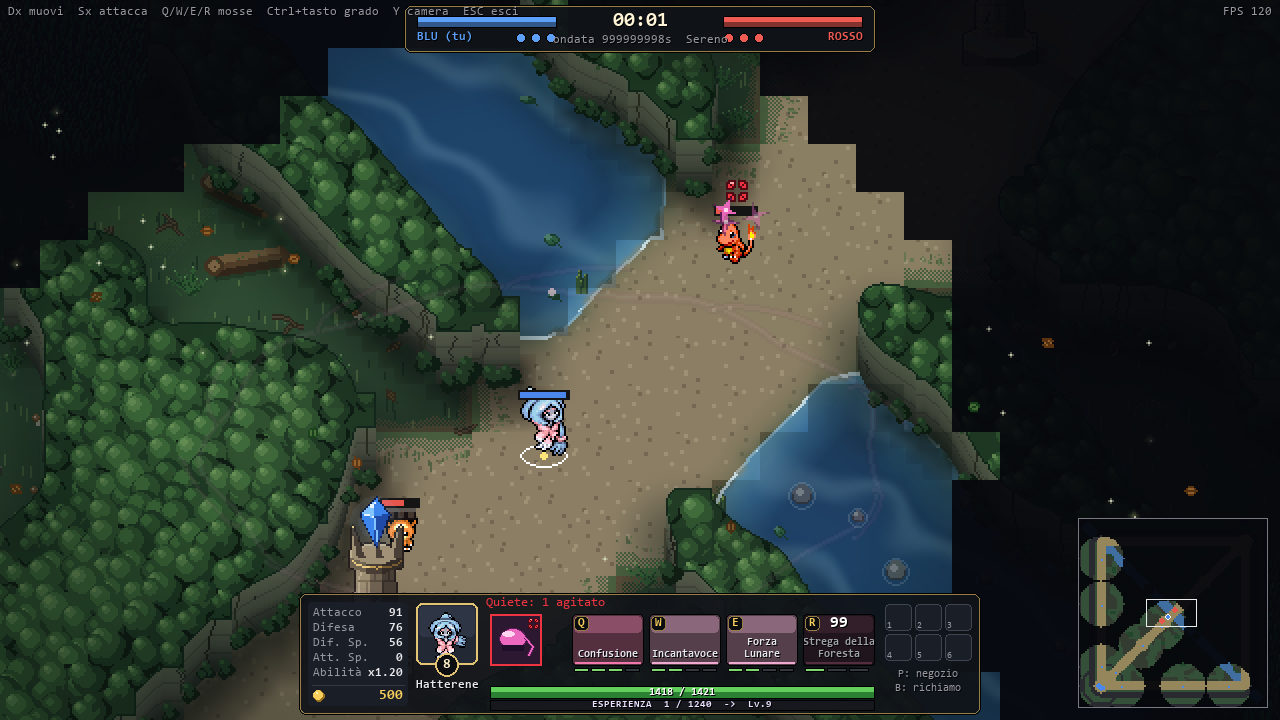 Dx muovi  Sx attacca  Q/W/E/R mosse  Ctrl+tasto grado  Y camera  ESC esci
00:01
FPS 120
BLU (tu)
ondata 999999998s  Sereno
ROSSO
Quiete: 1 agitato
Attacco 91
Difesa 76
Dif. Sp. 56
Att. Sp. 0
Abilità x1.20
500
8
Hatterene
Q
Confusione
W
Incantavoce
E
Forza
Lunare
R 99
Strega della
Foresta
1 2 3
4 5 6
P: negozio
B: richiamo
1418 / 1421
ESPERIENZA  1 / 1240  ->  Lv.9